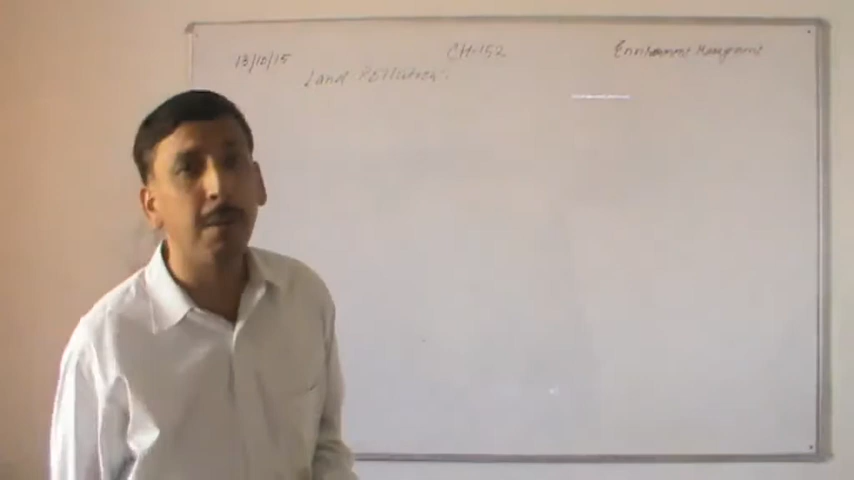 13/10/15 CH-152 Environment Management
Land Pollution: